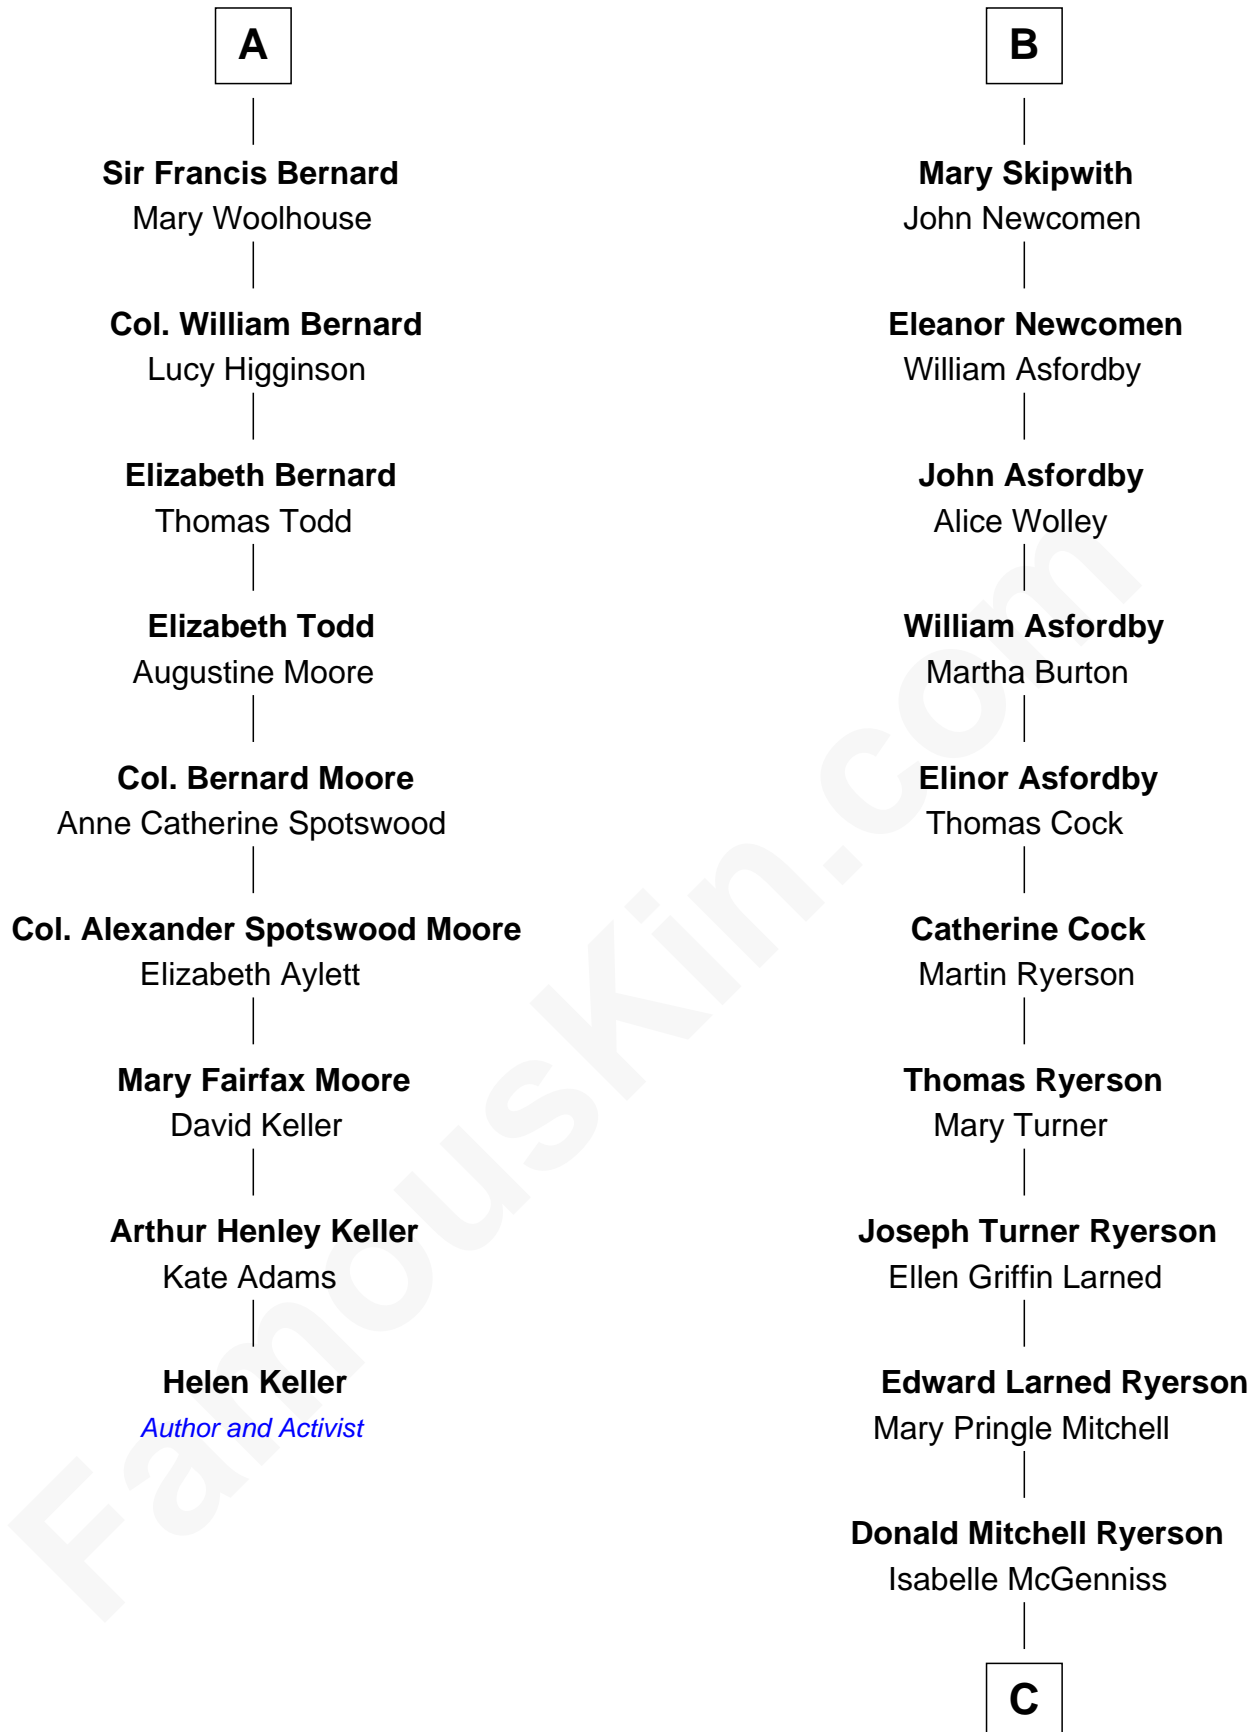 A
Sir Francis Bernard
Mary Woolhouse
Col. William Bernard
Lucy Higginson
Elizabeth Bernard
Thomas Todd
Elizabeth Todd
Augustine Moore
Col. Bernard Moore
Anne Catherine Spotswood
Col. Alexander Spotswood Moore
Elizabeth Aylett
Mary Fairfax Moore
David Keller
Arthur Henley Keller
Kate Adams
Helen Keller
Author and Activist
B
Mary Skipwith
John Newcomen
Eleanor Newcomen
William Asfordby
John Asfordby
Alice Wolley
William Asfordby
Martha Burton
Elinor Asfordby
Thomas Cock
Catherine Cock
Martin Ryerson
Thomas Ryerson
Mary Turner
Joseph Turner Ryerson
Ellen Griffin Larned
Edward Larned Ryerson
Mary Pringle Mitchell
Donald Mitchell Ryerson
Isabelle McGenniss
C
FamousKin.com